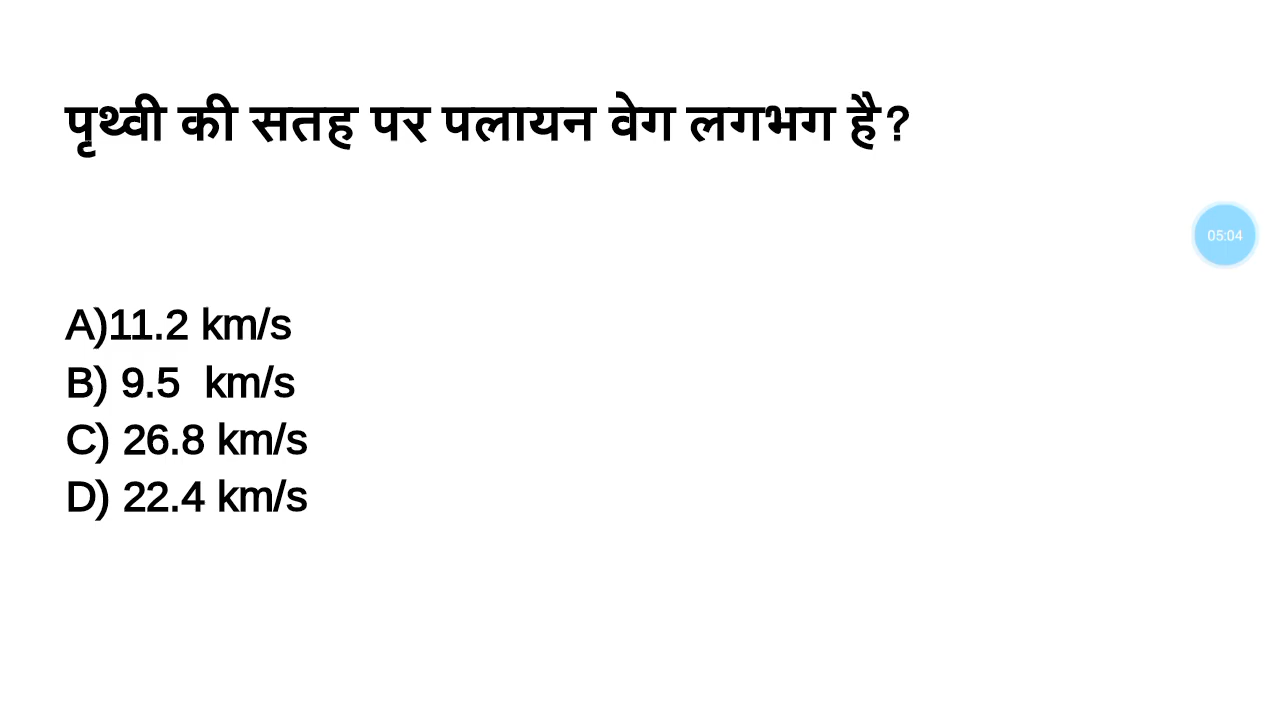 पृथ्वी की सतह पर पलायन वेग लगभग है?
05:04
A)11.2 km/s
B) 9.5  km/s
C) 26.8 km/s
D) 22.4 km/s